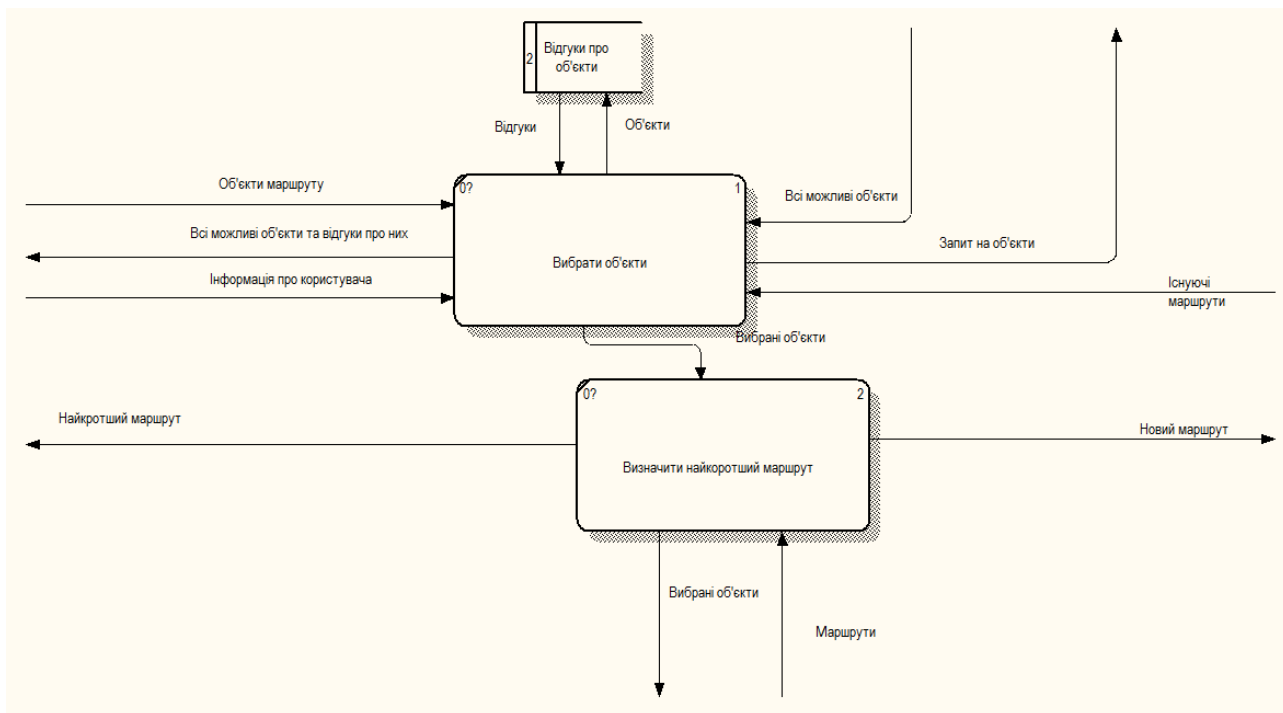 2
Відгуки про
об'єкти
Відгуки
Об'єкти
Об'єкти маршруту
0?
1
Всі можливі об'єкти
Всі можливі об'єкти та відгуки про них
Запит на об'єкти
Вибрати об'єкти
Інформація про користувача
Існуючі
маршрути
Вибрані об'єкти
0?
2
Найкротший маршрут
Новий маршрут
Визначити найкоротший маршрут
Вибрані об'єкти
Маршрути